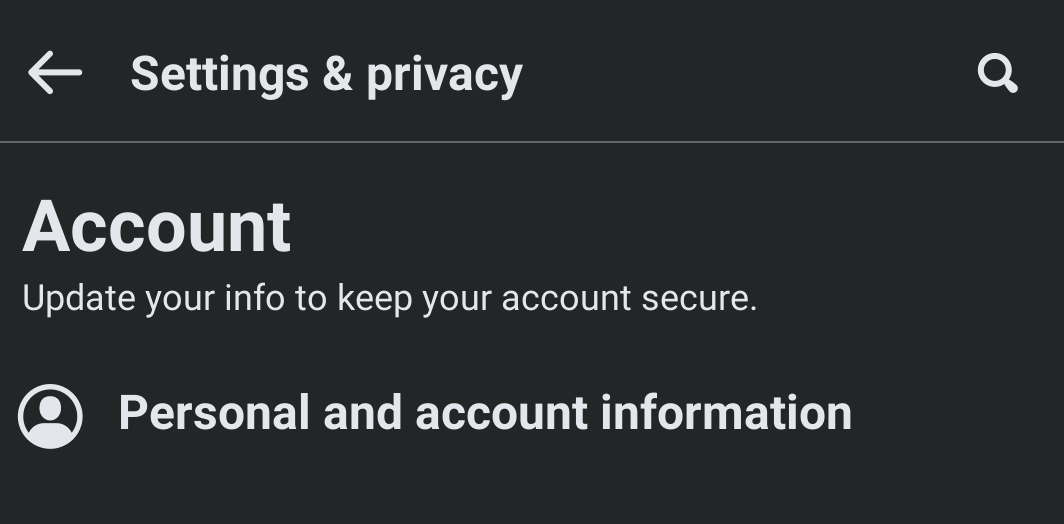 Settings & privacy
Account
Update your info to keep your account secure.
Personal and account information